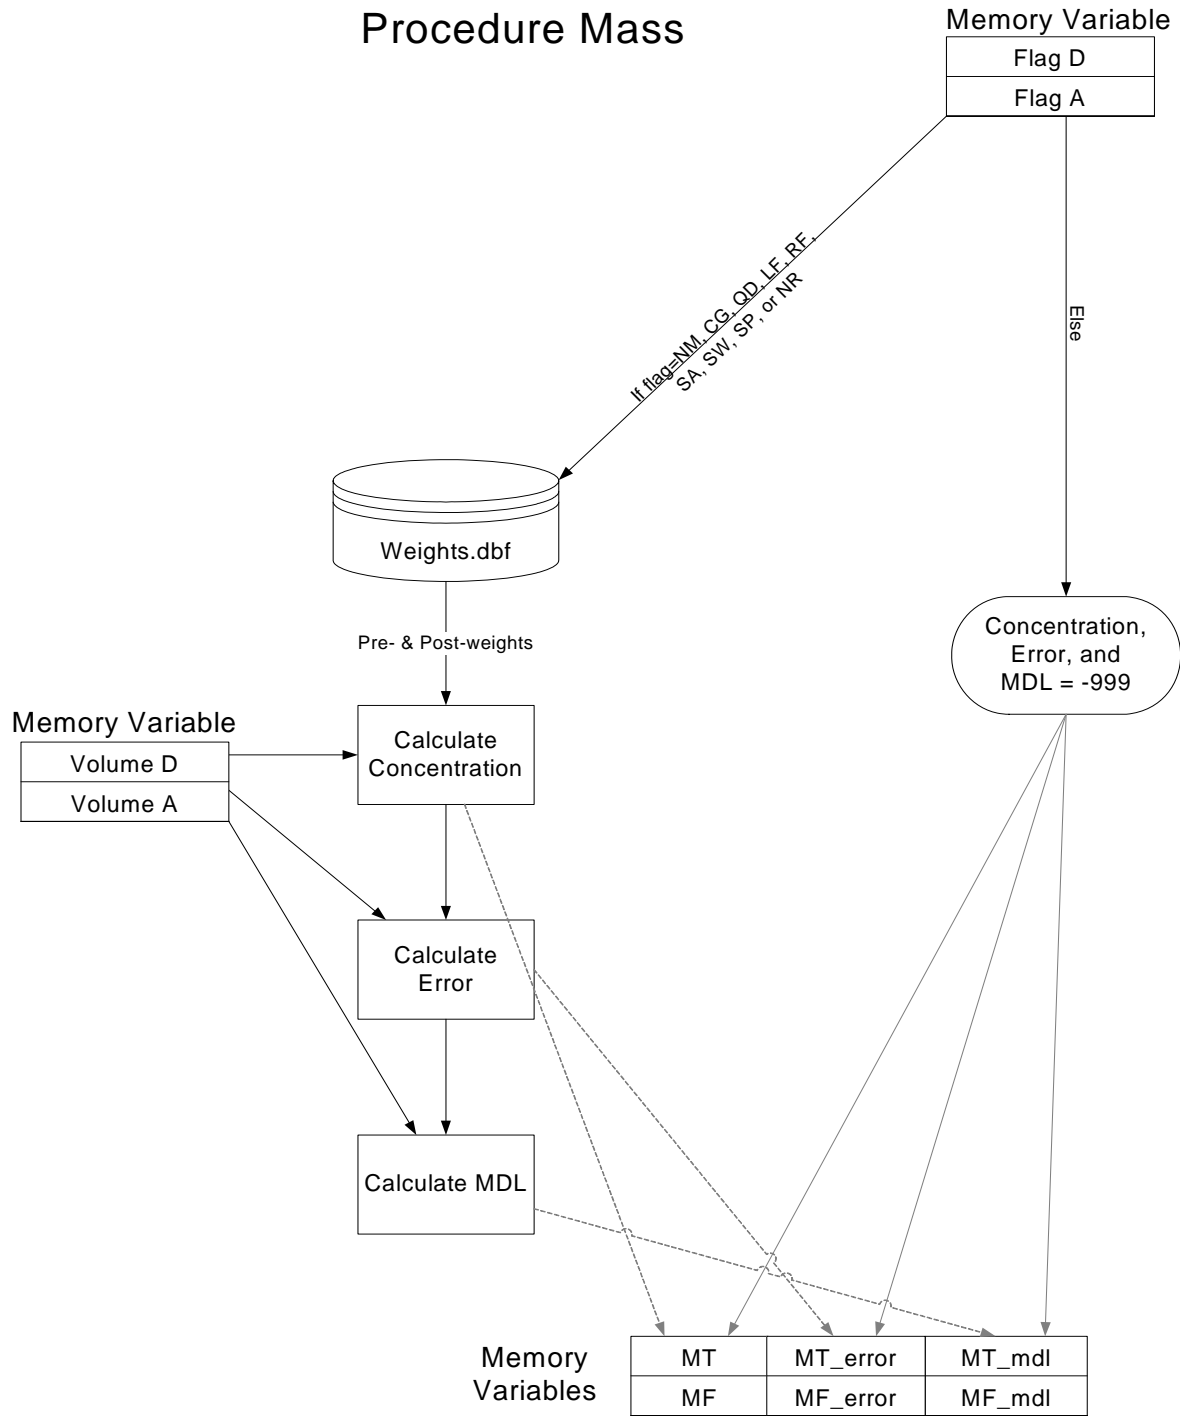 Procedure Mass
Memory Variable
Flag D
Flag A
If flag=NM, CG, QD, LF, RF,
SA, SW, SP, or NR
Else
Weights.dbf
Pre- & Post-weights
Concentration,
Error, and
MDL = -999
Memory Variable
Volume D
Volume A
Calculate
Concentration
Calculate
Error
Calculate MDL
Memory
Variables
MT MT_error MT_mdl
MF MF_error MF_mdl